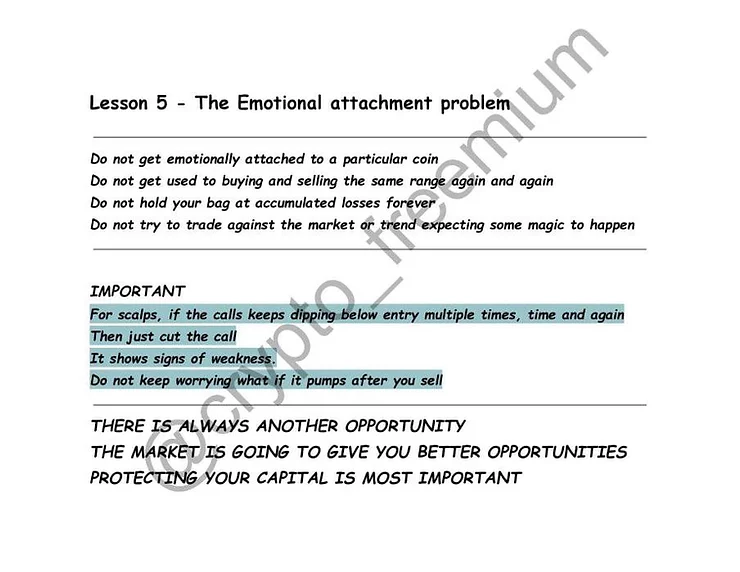 Lesson 5 - The Emotional attachment problem
Do not get emotionally attached to a particular coin
Do not get used to buying and selling the same range again and again
Do not hold your bag at accumulated losses forever
Do not try to trade against the market or trend expecting some magic to happen
IMPORTANT
For scalps, if the calls keeps dipping below entry multiple times, time and again
Then just cut the call
It shows signs of weakness.
Do not keep worrying what if it pumps after you sell
THERE IS ALWAYS ANOTHER OPPORTUNITY
THE MARKET IS GOING TO GIVE YOU BETTER OPPORTUNITIES
PROTECTING YOUR CAPITAL IS MOST IMPORTANT
@crypto_freemium